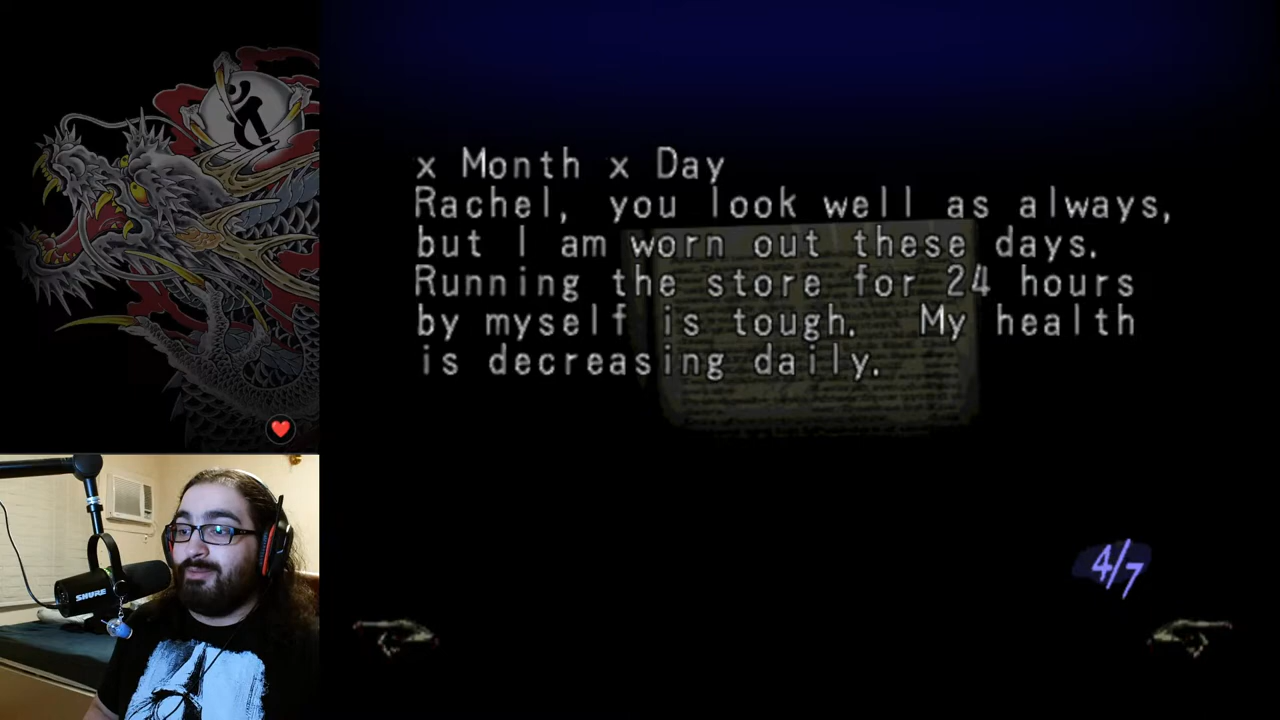 x Month x Day
Rachel, you look well as always,
but I am worn out these days.
Running the store for 24 hours
by myself is tough. My health
is decreasing daily.
4/7
SHURE